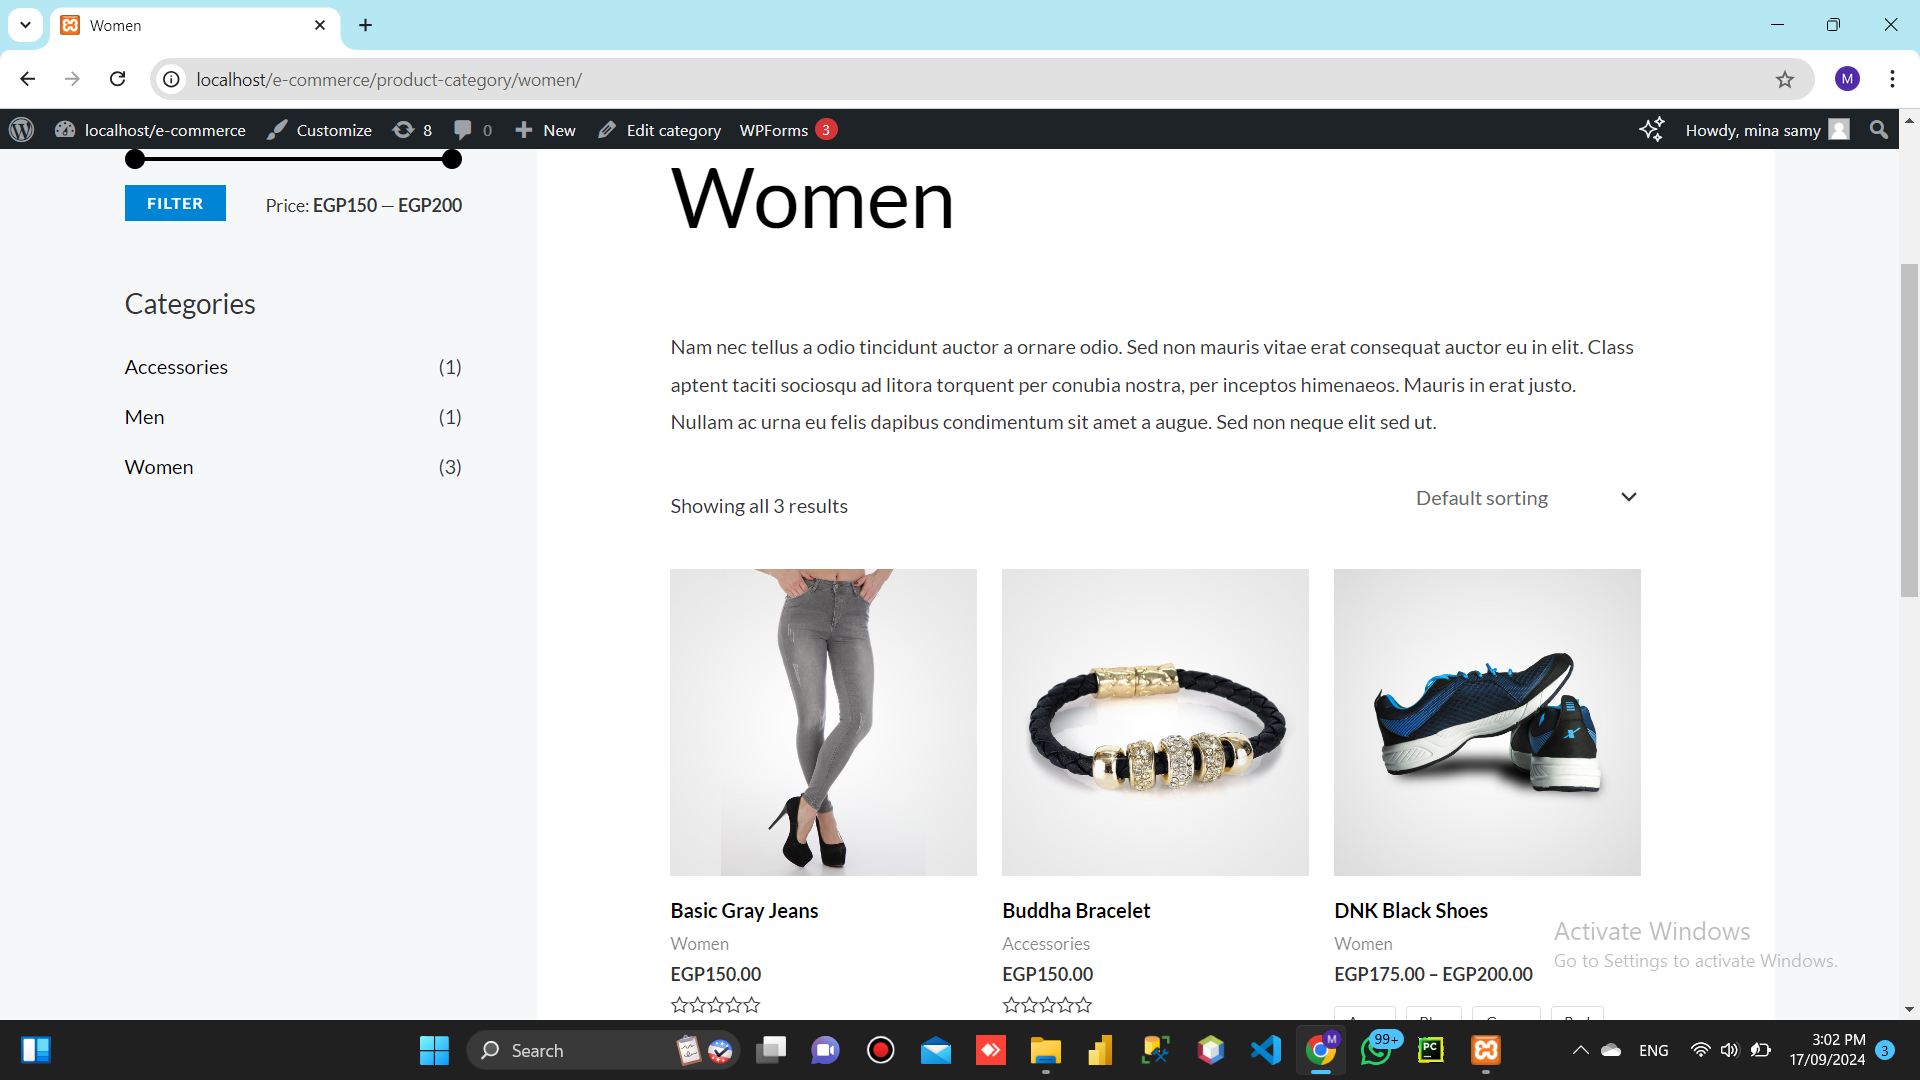 Women
localhost/e-commerce/product-category/women/
M
localhost/e-commerce Customize 8 0 New Edit category WPForms 3 Howdy, mina samy
FILTER Price: EGP150 — EGP200
Women
Categories
Accessories (1)
Men (1)
Women (3)
Nam nec tellus a odio tincidunt auctor a ornare odio. Sed non mauris vitae erat consequat auctor eu in elit. Class
aptent taciti sociosqu ad litora torquent per conubia nostra, per inceptos himenaeos. Mauris in erat justo.
Nullam ac urna eu felis dapibus condimentum sit amet a augue. Sed non neque elit sed ut.
Showing all 3 results
Default sorting
Basic Gray Jeans
Women
EGP150.00
Buddha Bracelet
Accessories
EGP150.00
DNK Black Shoes
Women
EGP175.00 – EGP200.00
Activate Windows
Go to Settings to activate Windows.
Search
M
99+
PC
ENG
3:02 PM
17/09/2024
3